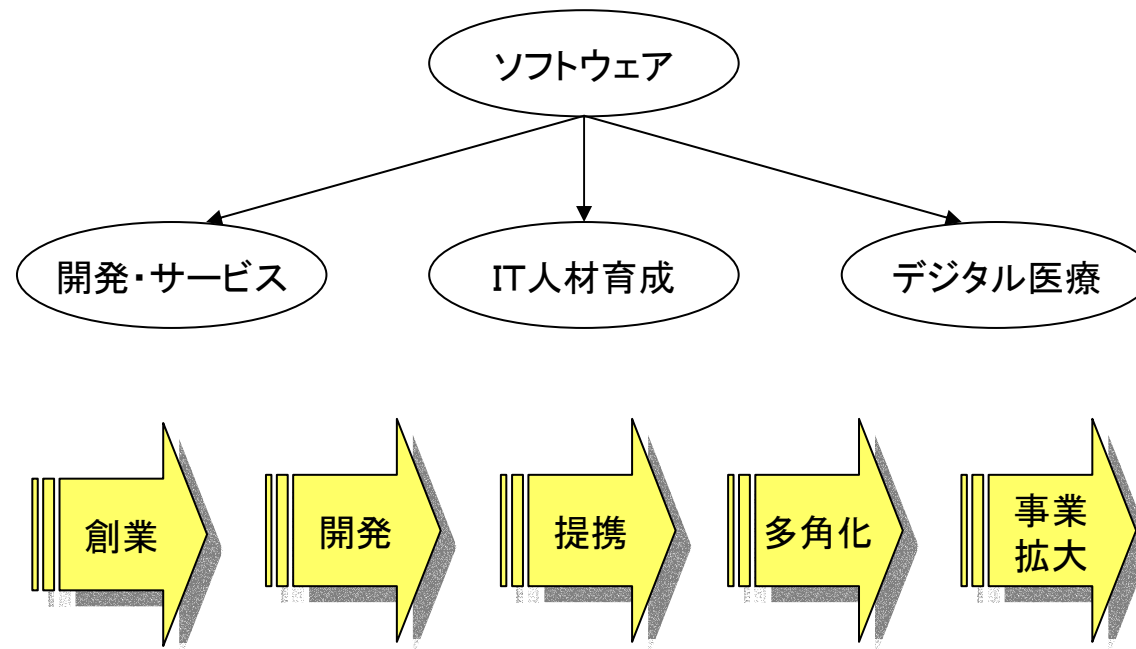 ソフトウェア
開発・サービス
IT人材育成
デジタル医療
創業
開発
提携
多角化
事業
拡大